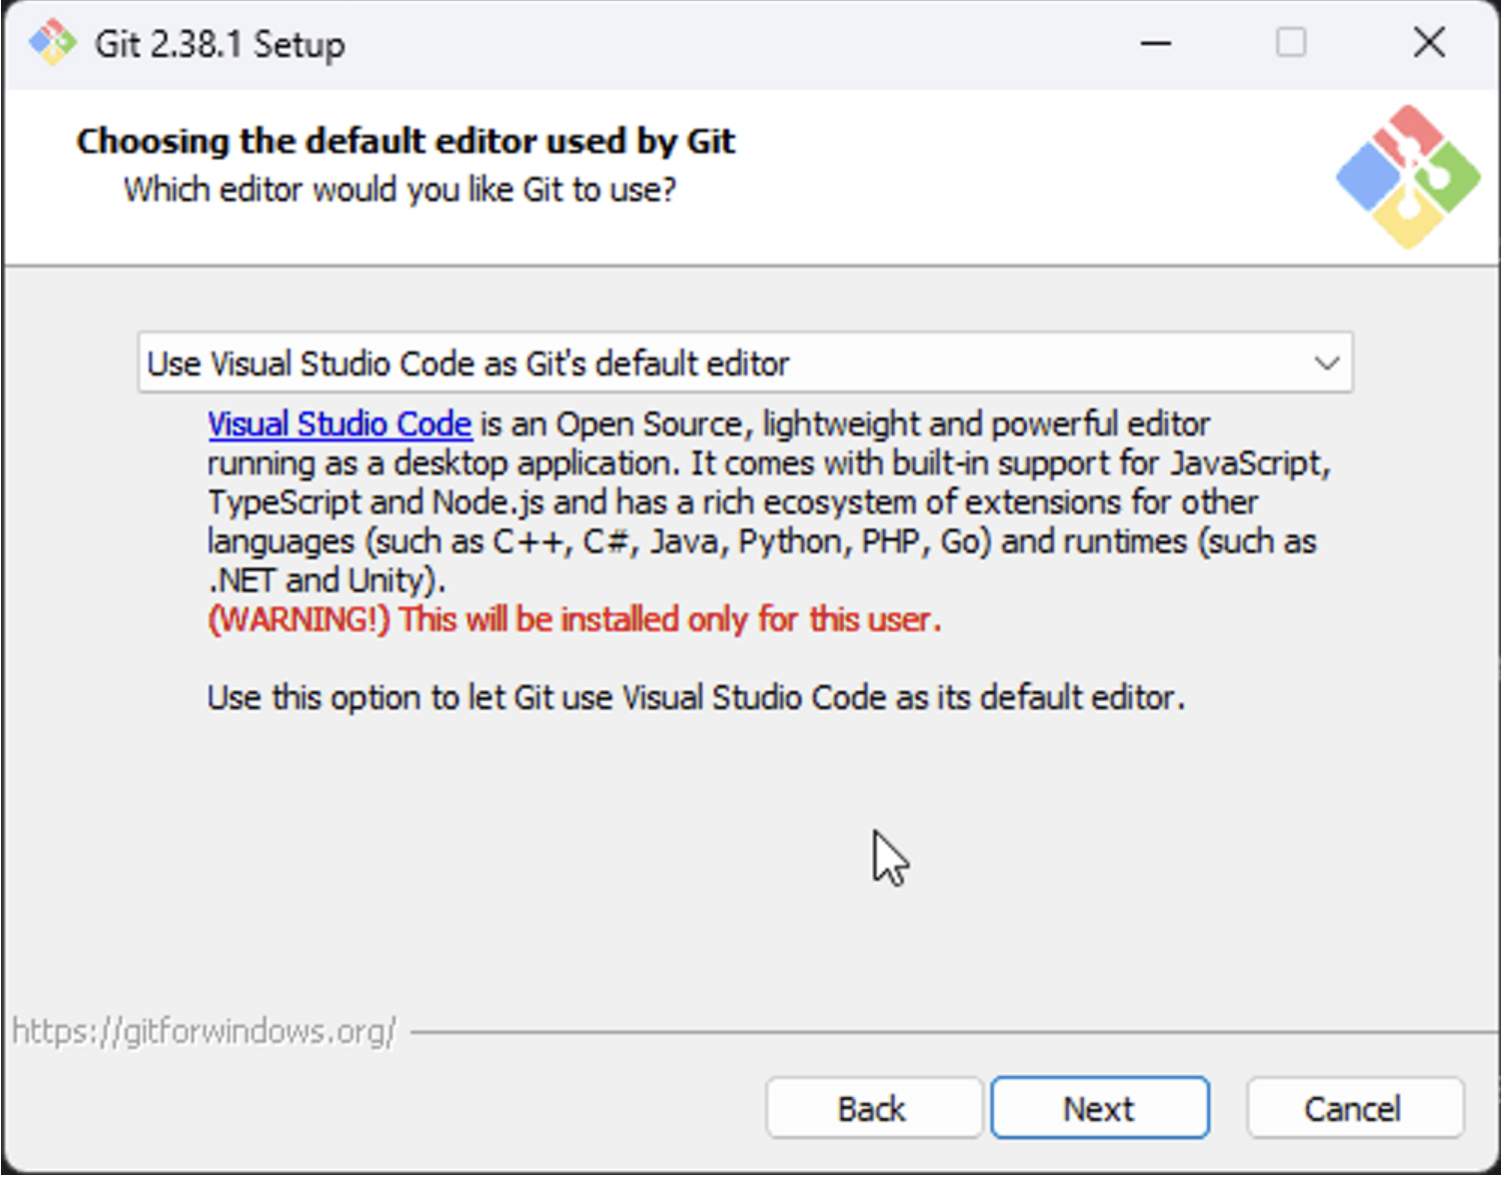 Git 2.38.1 Setup
Choosing the default editor used by Git
Which editor would you like Git to use?
Use Visual Studio Code as Git's default editor
Visual Studio Code is an Open Source, lightweight and powerful editor
running as a desktop application. It comes with built-in support for JavaScript,
TypeScript and Node.js and has a rich ecosystem of extensions for other
languages (such as C++, C#, Java, Python, PHP, Go) and runtimes (such as
.NET and Unity).
(WARNING!) This will be installed only for this user.
Use this option to let Git use Visual Studio Code as its default editor.
https://gitforwindows.org/
Back Next Cancel